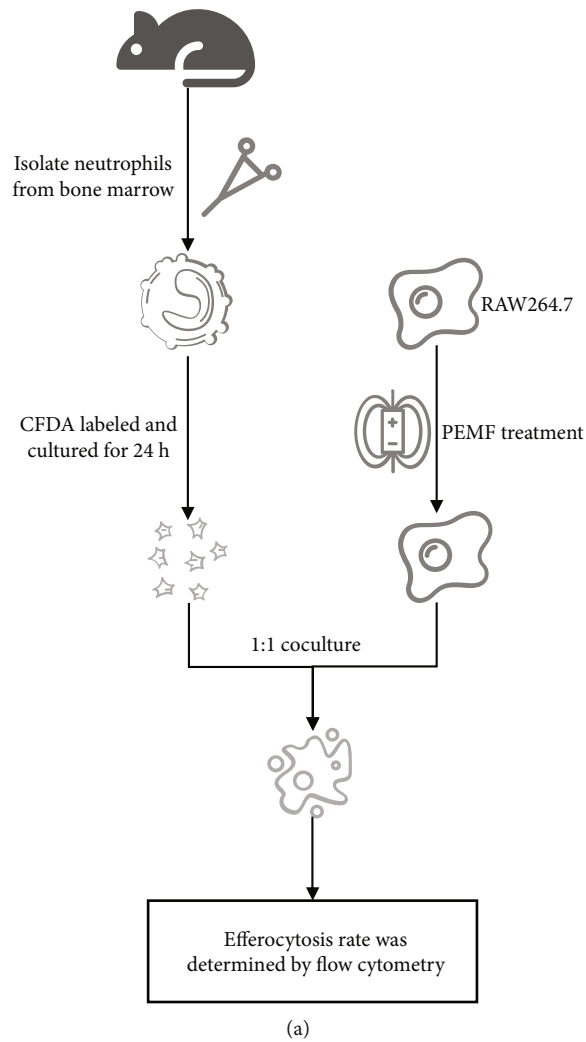 Isolate neutrophils
from bone marrow
RAW264.7
CFDA labeled and
cultured for 24 h
+
−
PEMF treatment
1:1 coculture
Efferocytosis rate was
determined by flow cytometry
(a)